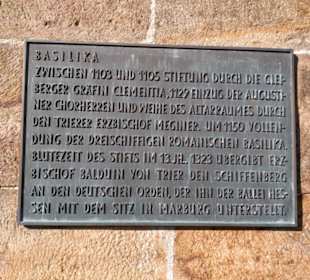 BASILIKA
ZWISCHEN 1103 UND 1105 STIFTUNG DURCH DIE GLEI-
BERGER GRÄFIN CLEMENTIA, 1129 EINZUG DER AUGUSTI-
NER CHORHERREN UND WEIHE DES ALTARRAUMES DURCH
DEN TRIERER ERZBISCHOF MEGINER. UM 1150 VOLLEN-
DUNG DER DREISCHIFFIGEN ROMANISCHEN BASILIKA.
BLÜTEZEIT DES STIFTS IM 13. JH. 1323 ÜBERGIBT ERZ-
BISCHOF BALDUIN VON TRIER DEN SCHIFFENBERG
AN DEN DEUTSCHEN ORDEN, DER IHN DER BALLEI HES-
SEN MIT DEM SITZ IN MARBURG UNTERSTELLT.